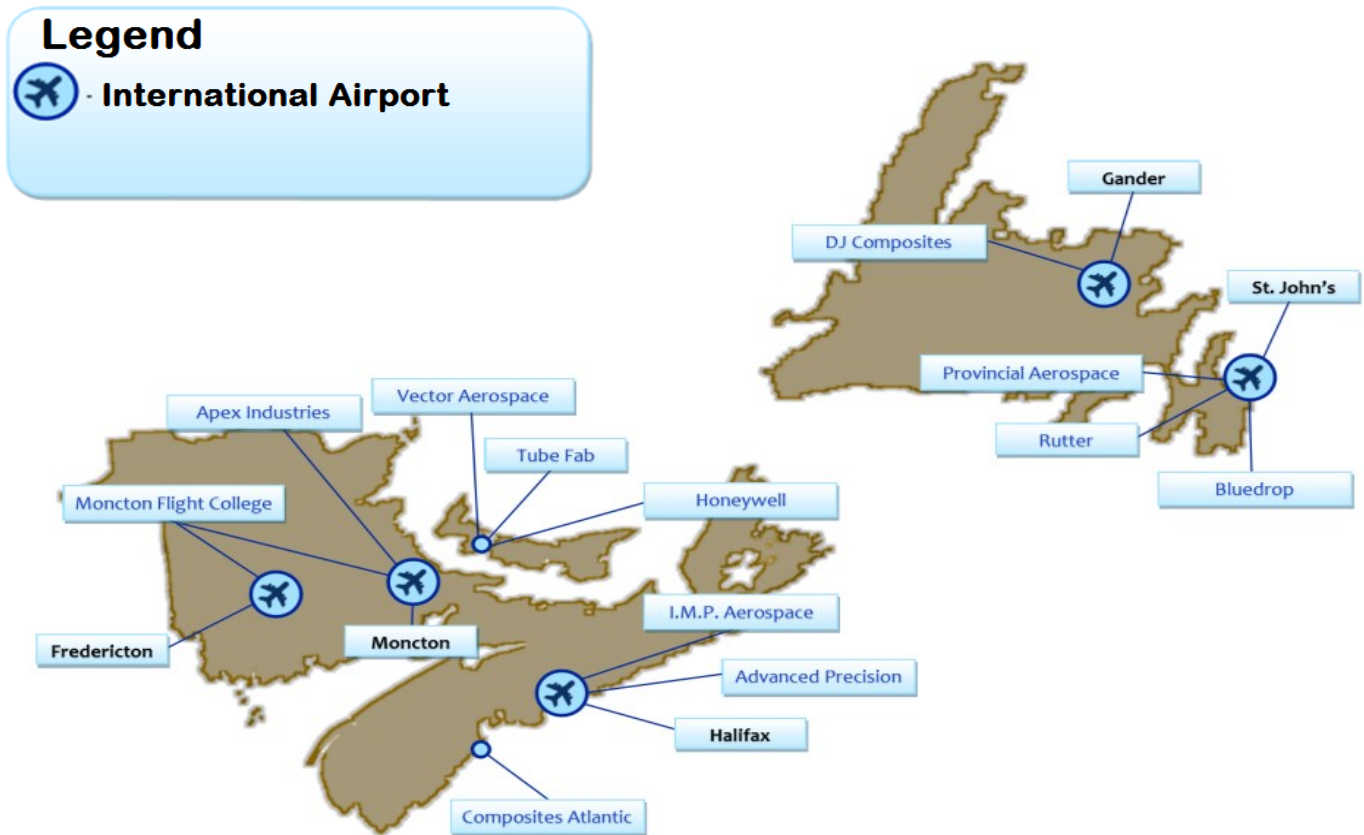 Legend
- International Airport
Gander
DJ Composites
St. John's
Provincial Aerospace
Vector Aerospace
Apex Industries
Rutter
Tube Fab
Bluedrop
Honeywell
Moncton Flight College
I.M.P. Aerospace
Moncton
Fredericton
Advanced Precision
Halifax
Composites Atlantic